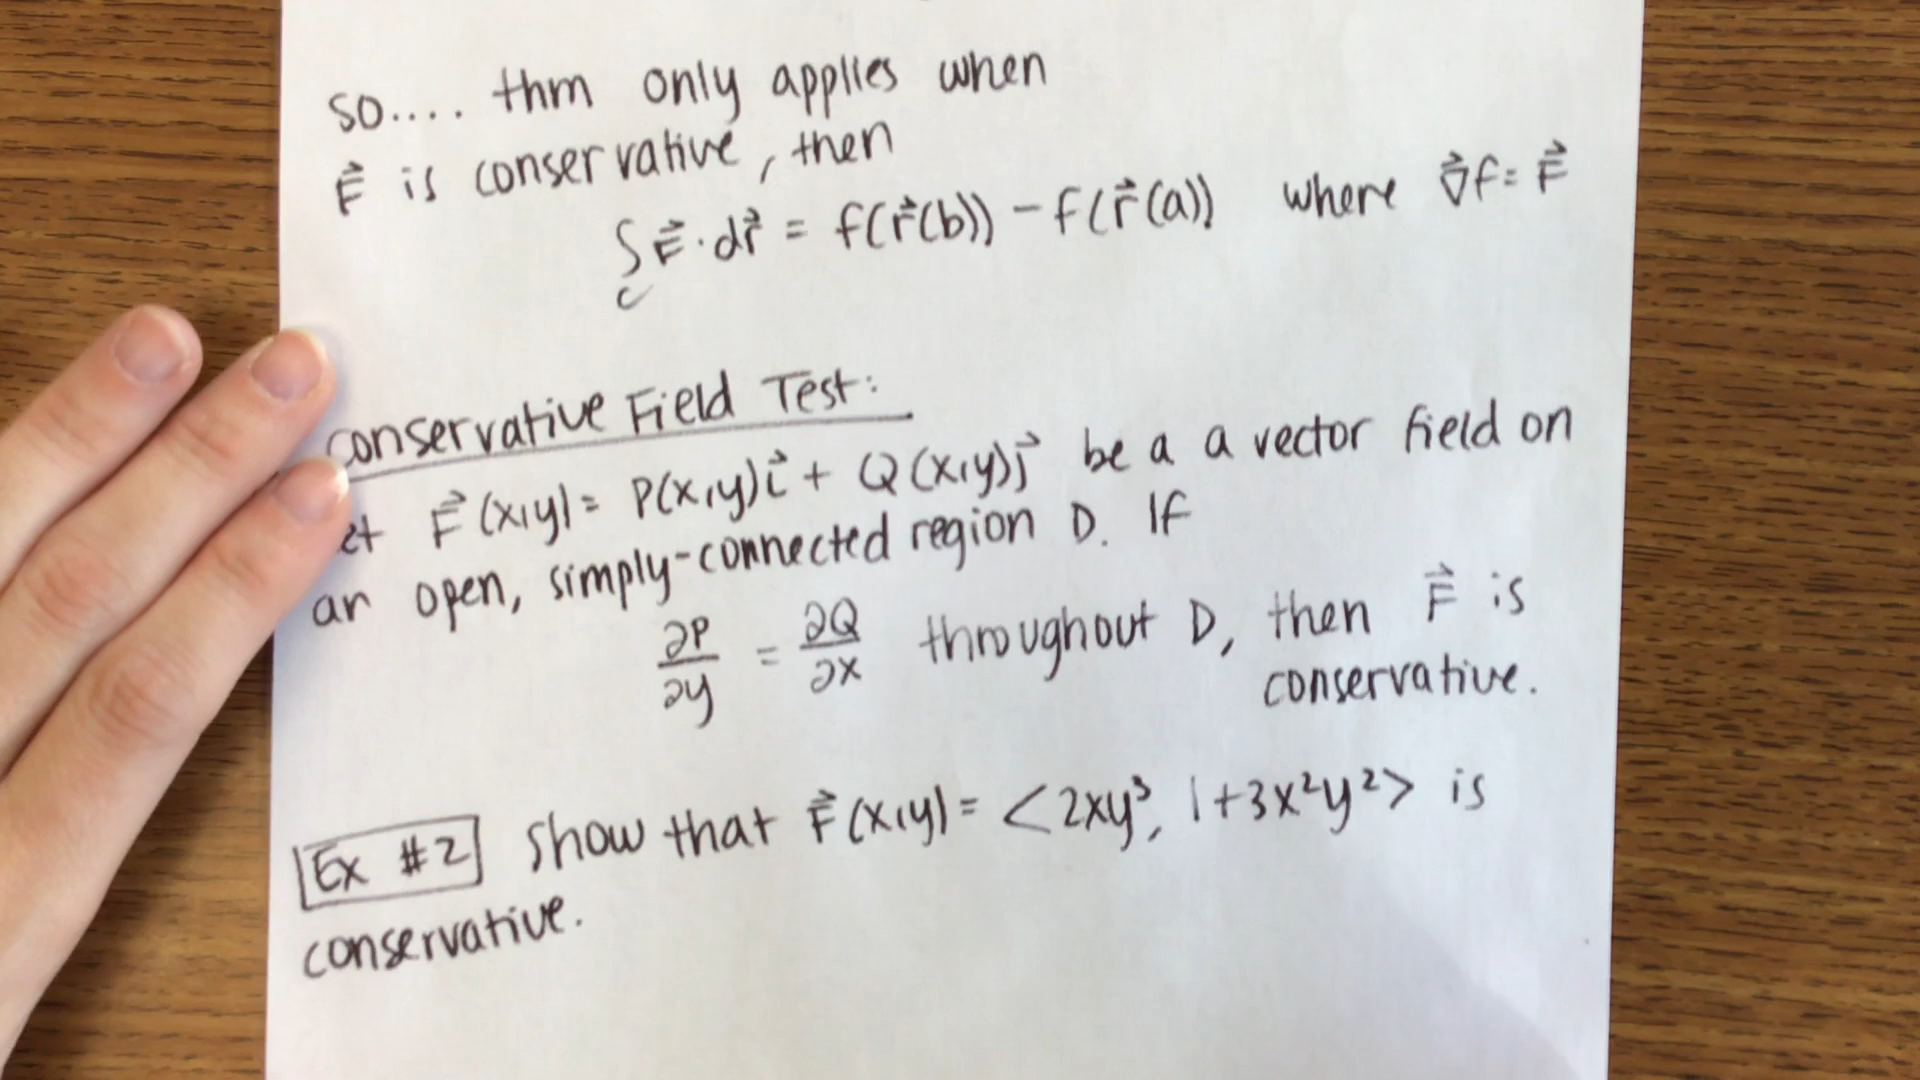 so.... thm only applies when
F⃗ is conservative, then
∫_C F⃗·dr⃗ = f(r⃗(b)) - f(r⃗(a)) where ∇⃗f = F⃗
conservative Field Test:
et F⃗(x,y) = P(x,y)i⃗ + Q(x,y)j⃗ be a a vector field on
an open, simply-connected region D. If
∂P/∂y = ∂Q/∂x throughout D, then F⃗ is
conservative.
Ex #2 Show that F⃗(x,y) = <2xy³, 1+3x²y²> is
conservative.